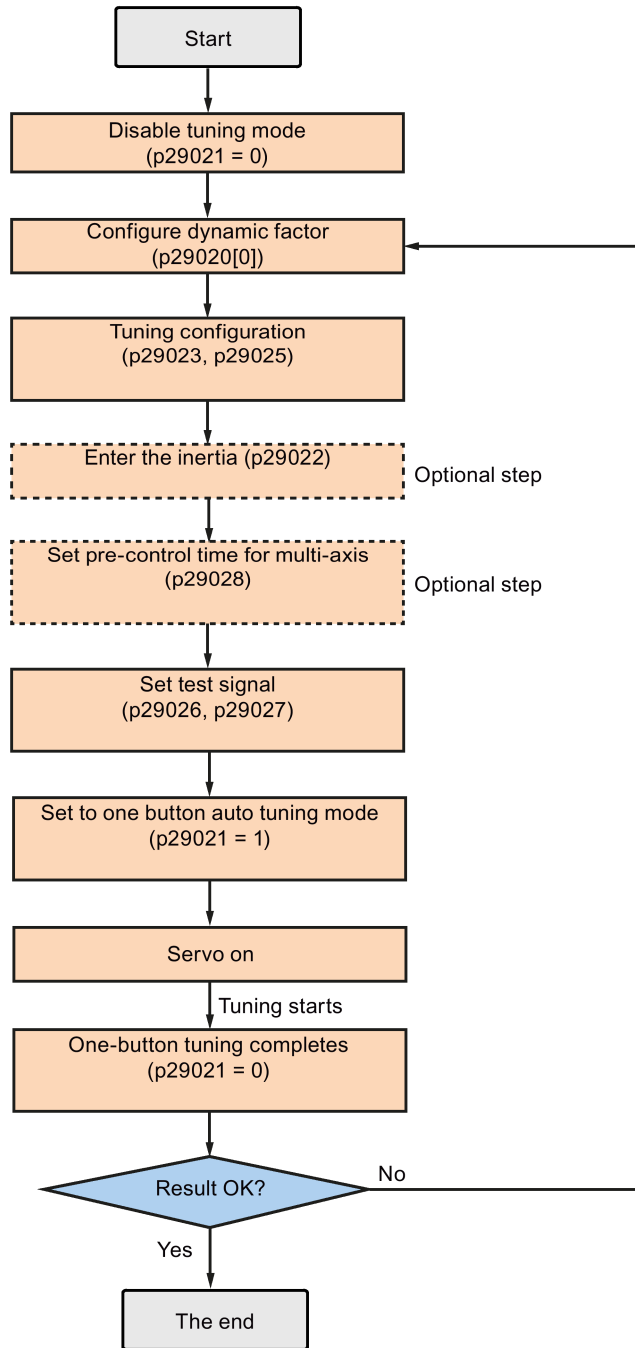 Start
Disable tuning mode
(p29021 = 0)
Configure dynamic factor
(p29020[0])
Tuning configuration
(p29023, p29025)
Enter the inertia (p29022)
Optional step
Set pre-control time for multi-axis
(p29028)
Optional step
Set test signal
(p29026, p29027)
Set to one button auto tuning mode
(p29021 = 1)
Servo on
Tuning starts
One-button tuning completes
(p29021 = 0)
Result OK?
No
Yes
The end